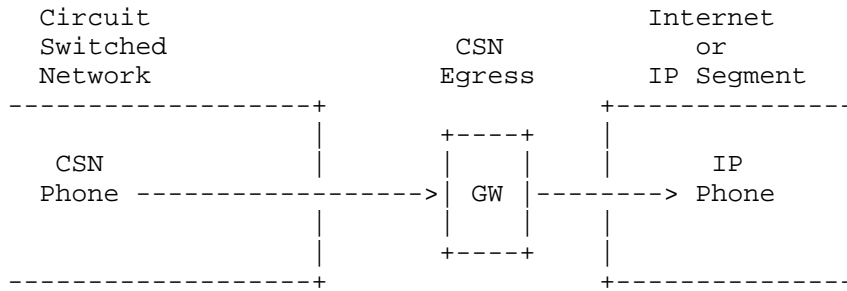 Circuit Internet
Switched CSN or
Network Egress IP Segment
-------------------+ +---------------
| +----+ |
CSN | | | | IP
Phone ------------------>| GW |--------> Phone
| | | |
| +----+ |
-------------------+ +---------------